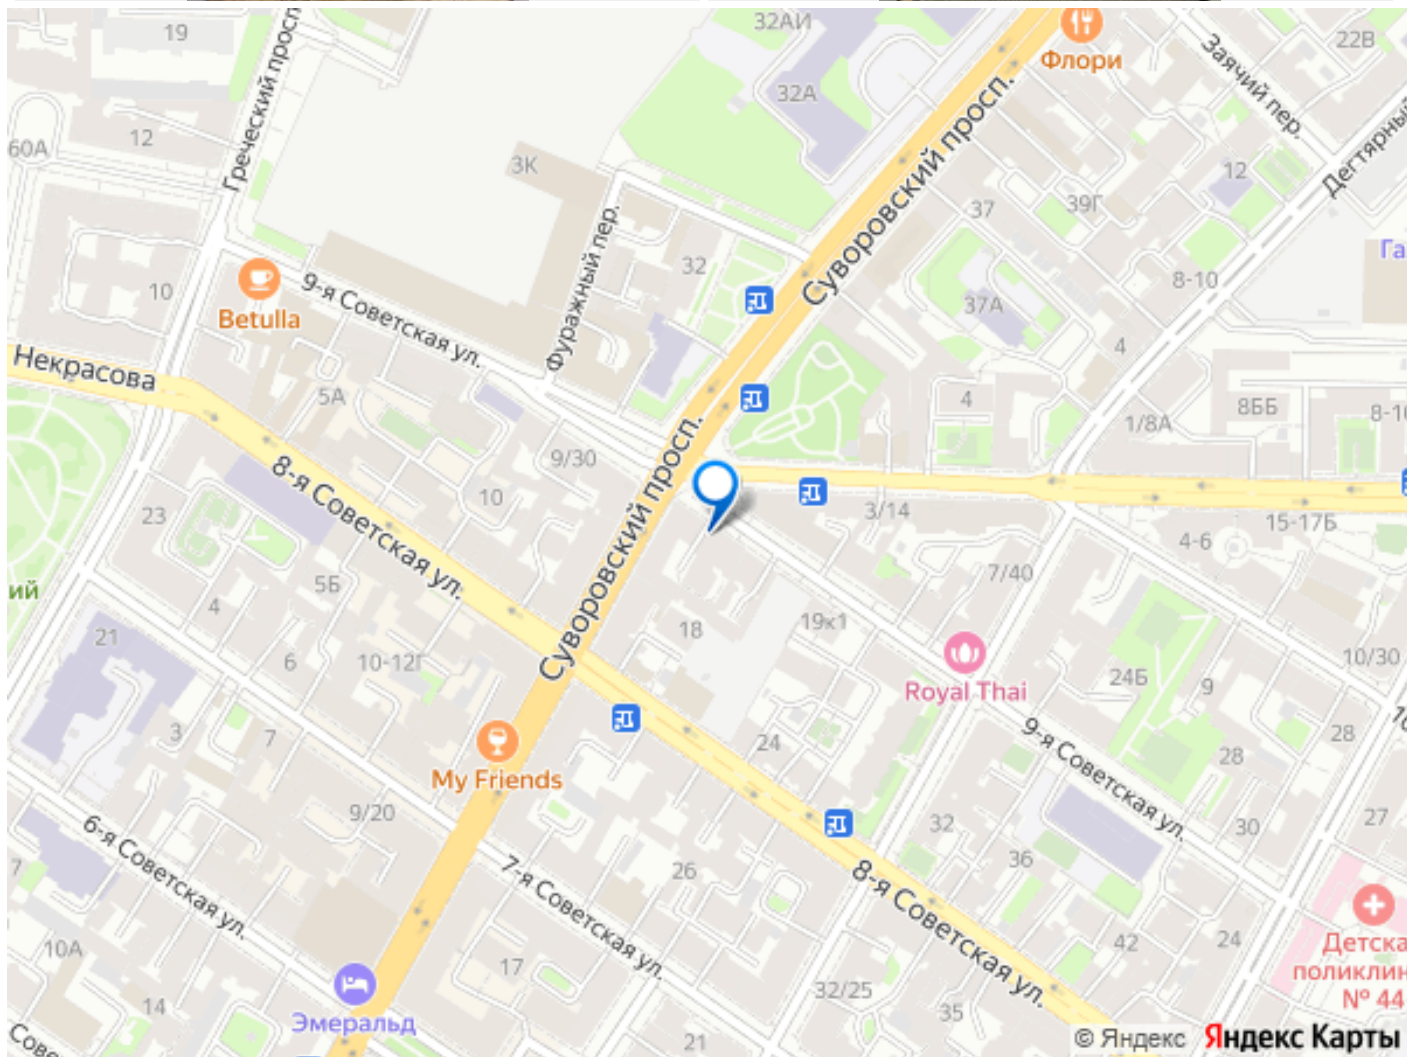 19
32АИ
Флори
22В
Заячий пер.
Греческий просп
32А
Суворовский просп.
Дегтярный
12
60А
3К
12
37
39Г
Фуражный пер.
32
Га
8-10
10
9-я Советская ул.
37А
Betulla
Некрасова
5А
4
4
8ББ
8-10
1/8А
9/30
Суворовский просп.
8-я Советская ул.
10
3/14
15-17Б
23
4-6
ий
5Б
7/40
4
18
19к1
21
6
10-12Г
Royal Thai
24Б
9
10/30
3
7
24
9-я Советская ул.
28
28
My Friends
9/20
6-я Советская ул.
7-я Советская ул.
26
32
36
30
27
7
8-я Советская ул.
10А
17
42
24
Детска
поликлин
№ 44
14
Эмеральд
32/25
35
Сове
21
© Яндекс Яндекс Карты